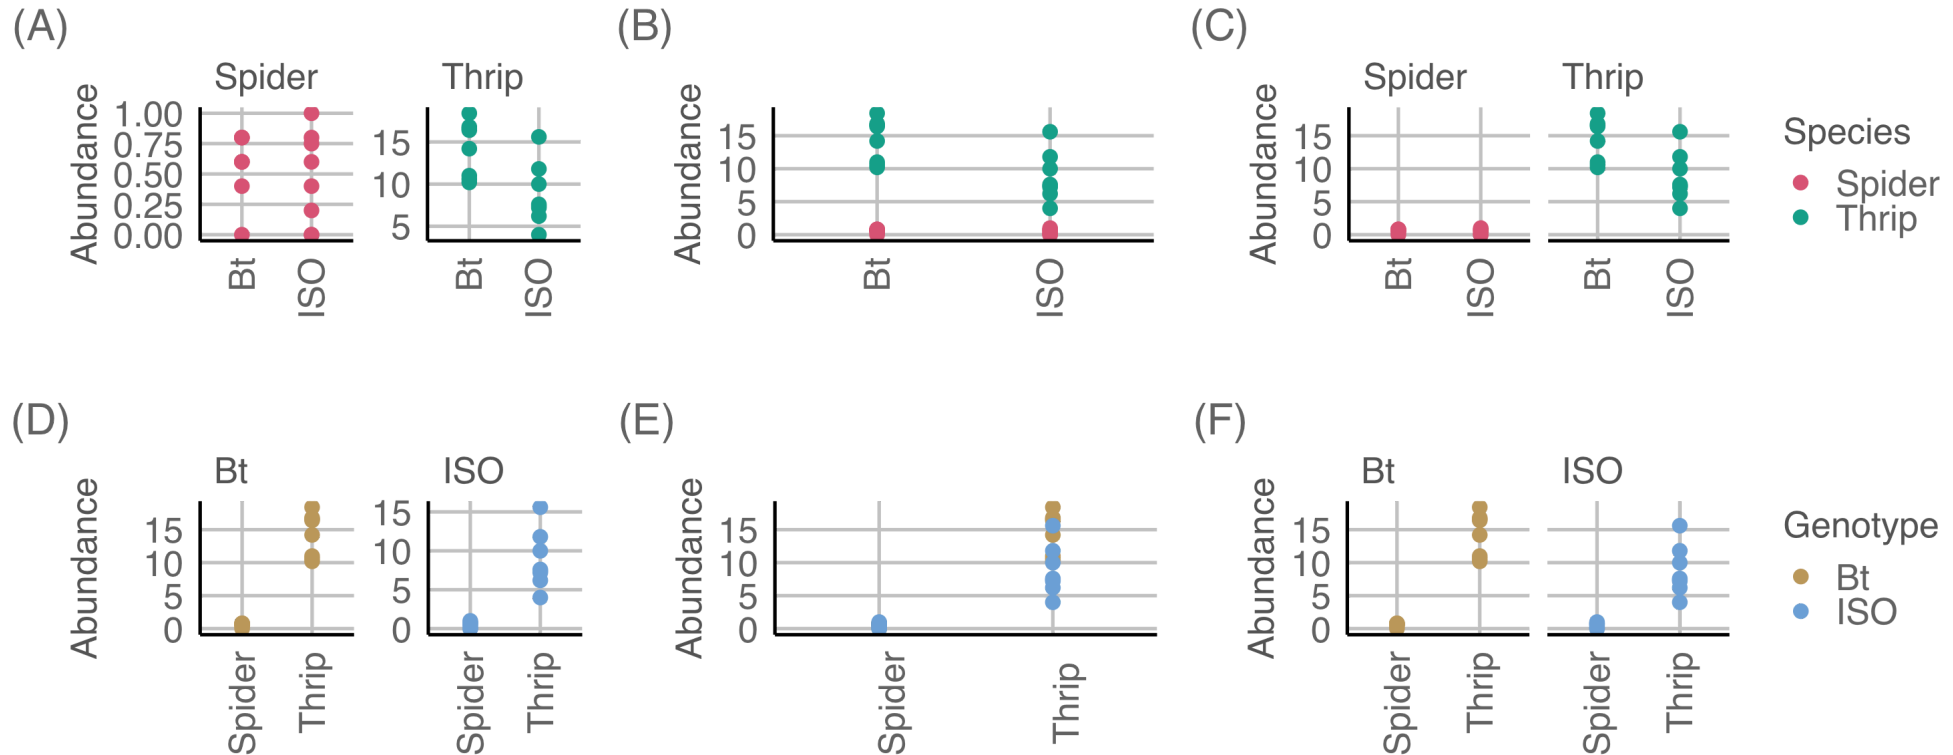 (A)
Spider
Thrip
Abundance
1.00
0.75
0.50
0.25
0.00
15
10
5
Bt
ISO
Bt
ISO
(B)
Abundance
15
10
5
0
Bt
ISO
(C)
Spider
Thrip
Abundance
15
10
5
0
Bt
ISO
Bt
ISO
Species
Spider
Thrip
(D)
Bt
ISO
Abundance
15
10
5
0
15
10
5
0
Spider
Thrip
Spider
Thrip
(E)
Abundance
15
10
5
0
Spider
Thrip
(F)
Bt
ISO
Abundance
15
10
5
0
Spider
Thrip
Spider
Thrip
Genotype
Bt
ISO